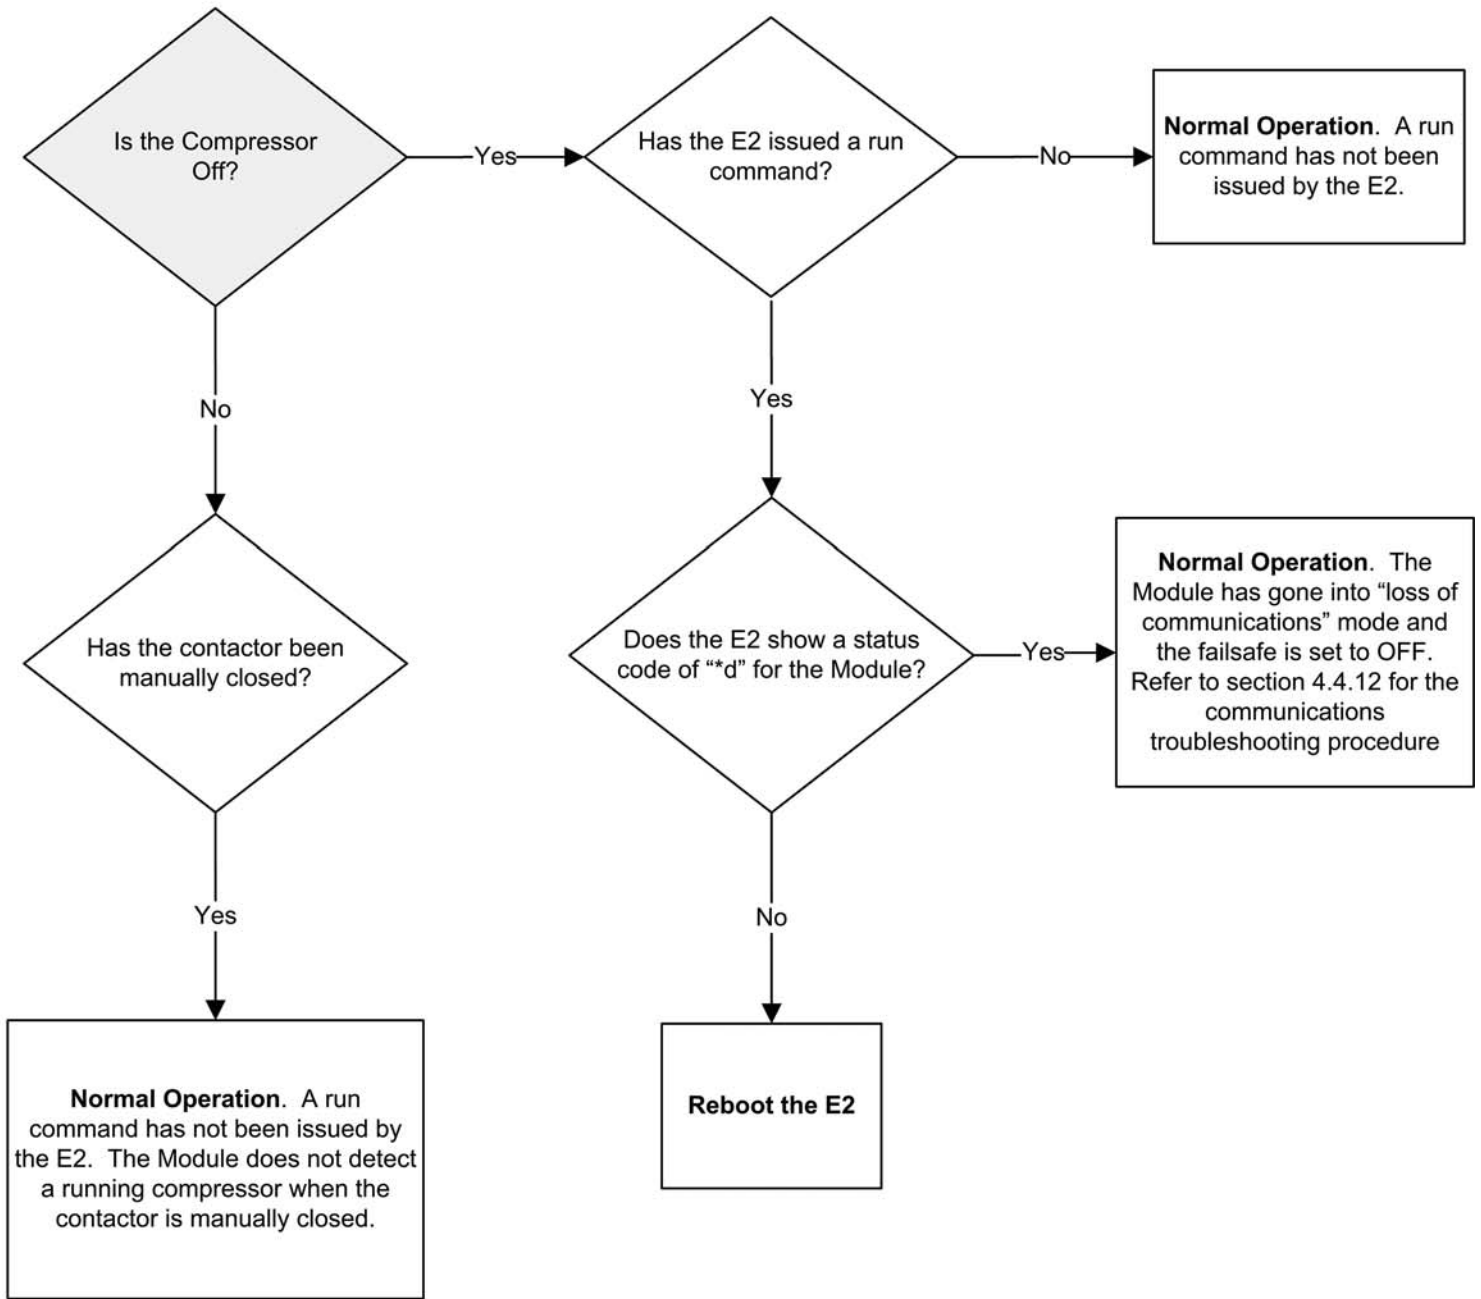 Is the Compressor
Off?
Yes
Has the E2 issued a run
command?
No
Normal Operation.  A run
command has not been
issued by the E2.
No
Yes
Has the contactor been
manually closed?
Does the E2 show a status
code of “*d” for the Module?
Yes
Normal Operation.  The
Module has gone into “loss of
communications” mode and
the failsafe is set to OFF.
Refer to section 4.4.12 for the
communications
troubleshooting procedure
Yes
No
Normal Operation.  A run
command has not been issued by
the E2.  The Module does not detect
a running compressor when the
contactor is manually closed.
Reboot the E2